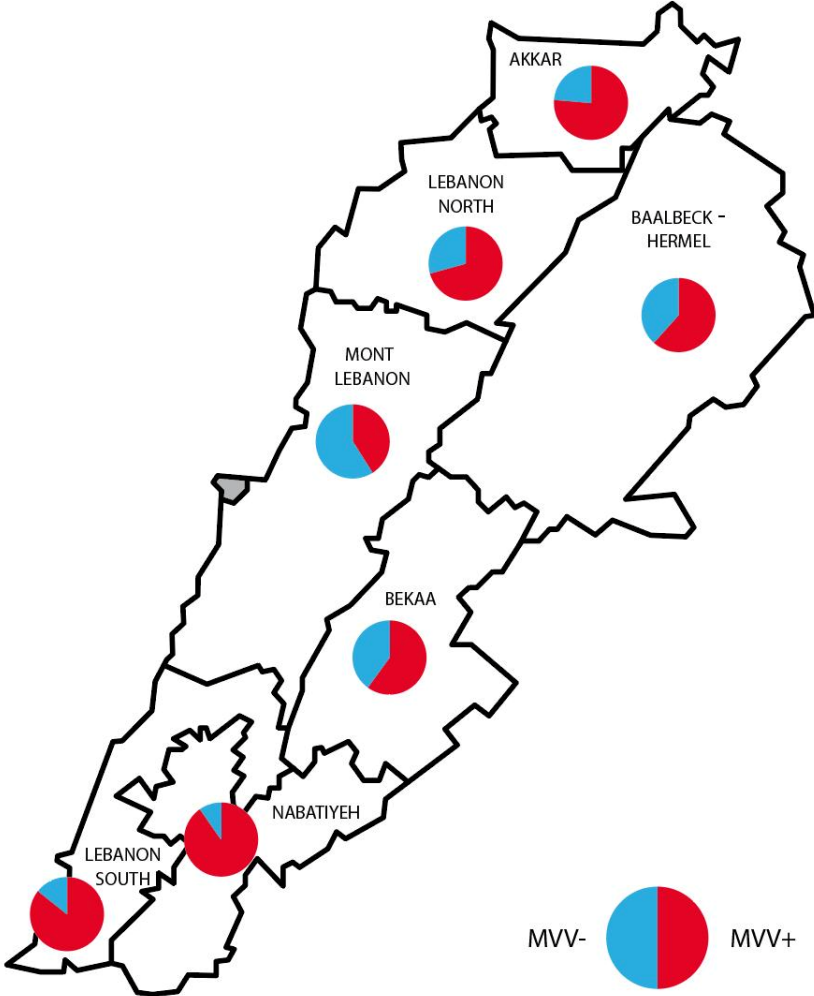 AKKAR
LEBANON
NORTH
BAALBECK -
HERMEL
MONT
LEBANON
BEKAA
NABATIYEH
LEBANON
SOUTH
MVV-
MVV+